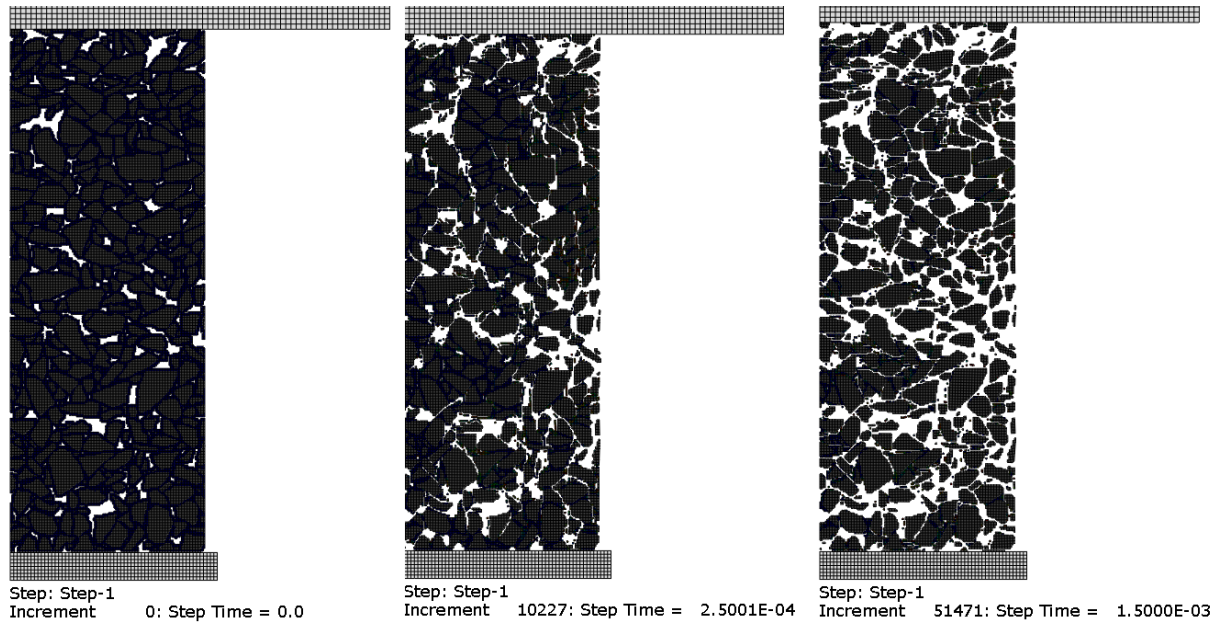 Step: Step-1
Increment 0: Step Time = 0.0
Step: Step-1
Increment 10227: Step Time = 2.5001E-04
Step: Step-1
Increment 51471: Step Time = 1.5000E-03